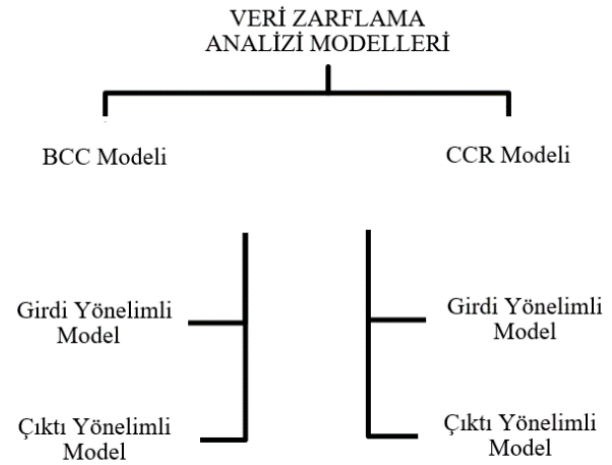 VERİ ZARFLAMA
ANALİZİ MODELLERİ
BCC Modeli
CCR Modeli
Girdi Yönelimli
Model
Girdi Yönelimli
Model
Çıktı Yönelimli
Model
Çıktı Yönelimli
Model